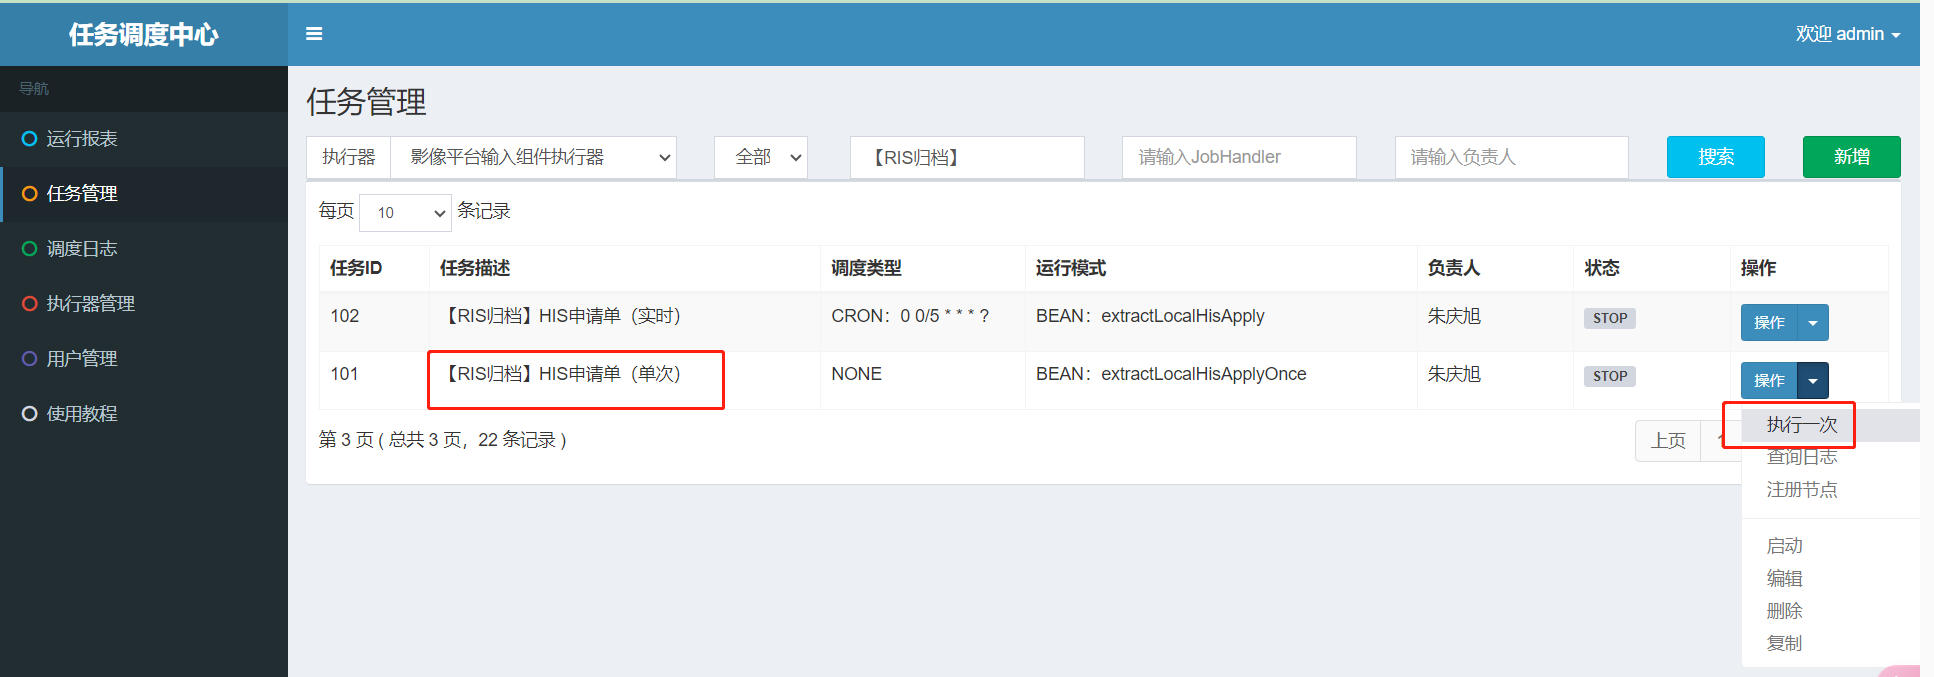 任务调度中心
欢迎 admin
导航
运行报表
任务管理
调度日志
执行器管理
用户管理
使用教程
任务管理
执行器 影像平台输入组件执行器 全部 【RIS归档】 请输入JobHandler 请输入负责人 搜索 新增
每页 10 条记录
任务ID 任务描述 调度类型 运行模式 负责人 状态 操作
102 【RIS归档】HIS申请单（实时） CRON：0 0/5 * * * ? BEAN：extractLocalHisApply 朱庆旭 STOP 操作
101 【RIS归档】HIS申请单（单次） NONE BEAN：extractLocalHisApplyOnce 朱庆旭 STOP 操作
第 3 页 ( 总共 3 页，22 条记录 )
上页 1
执行一次
查询日志
注册节点
启动
编辑
删除
复制